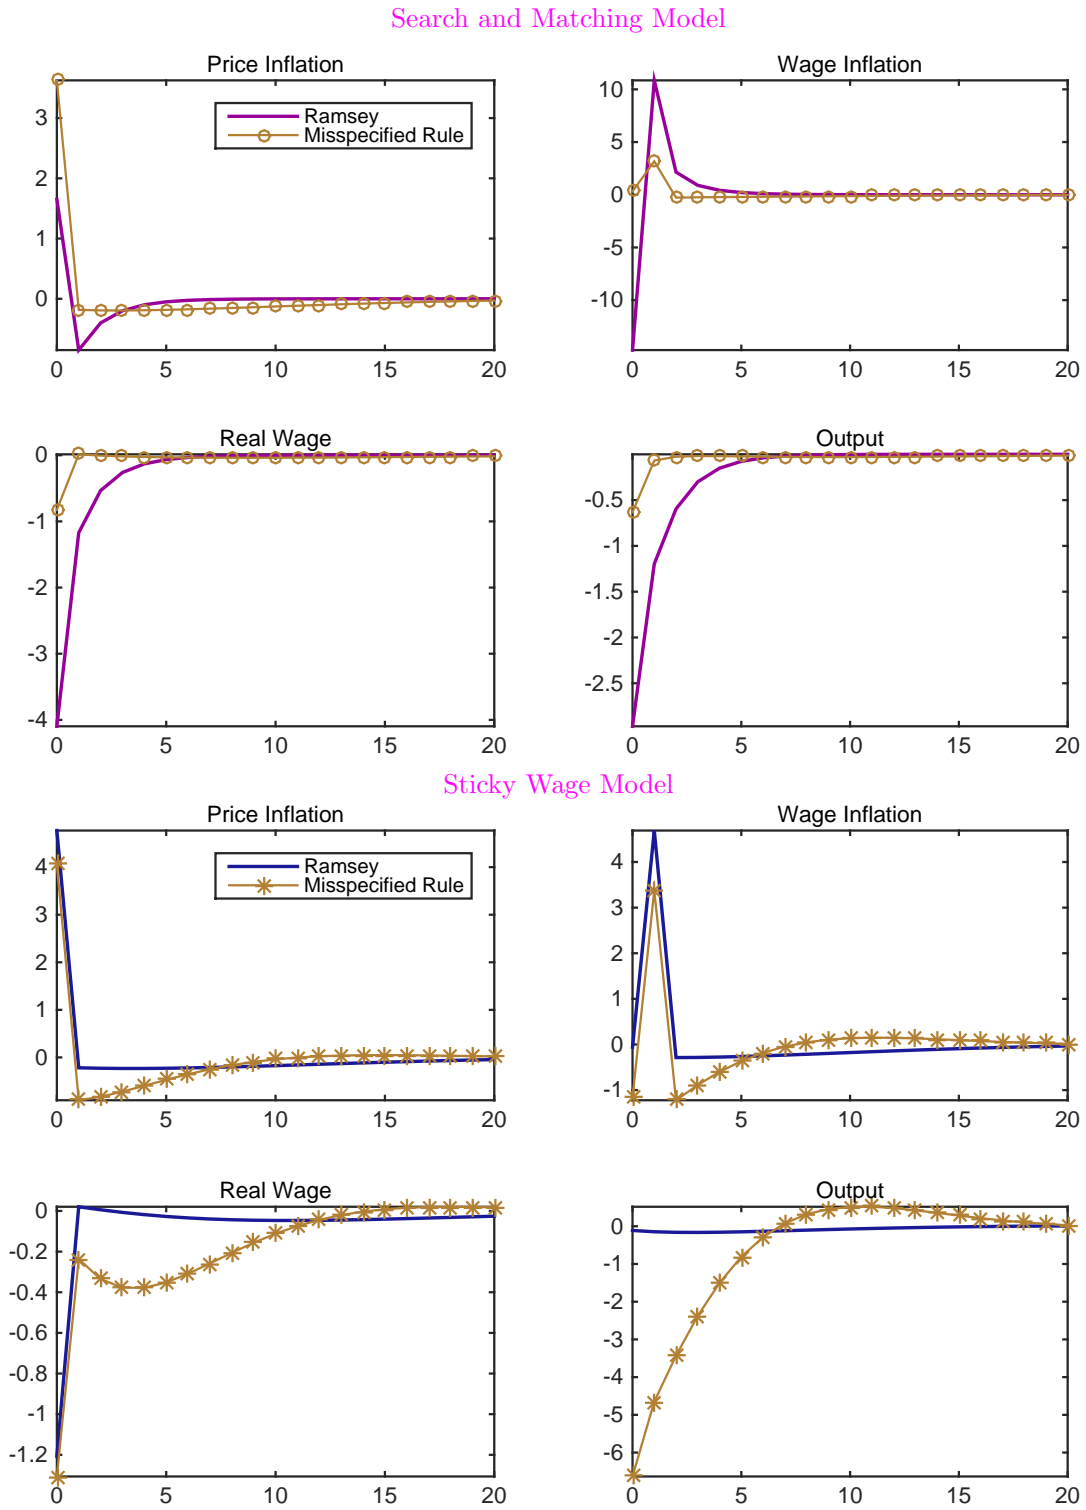 Search and Matching Model
Price Inflation
Wage Inflation
Ramsey
Misspecified Rule
3
2
1
0
0 5 10 15 20
10
5
0
-5
-10
0 5 10 15 20
Real Wage
Output
0
-1
-2
-3
-4
0 5 10 15 20
-0.5
-1
-1.5
-2
-2.5
0 5 10 15 20
Sticky Wage Model
Price Inflation
Wage Inflation
Ramsey
Misspecified Rule
4
3
2
1
0
0 5 10 15 20
4
3
2
1
0
-1
0 5 10 15 20
Real Wage
Output
0
-0.2
-0.4
-0.6
-0.8
-1
-1.2
0 5 10 15 20
0
-1
-2
-3
-4
-5
-6
0 5 10 15 20